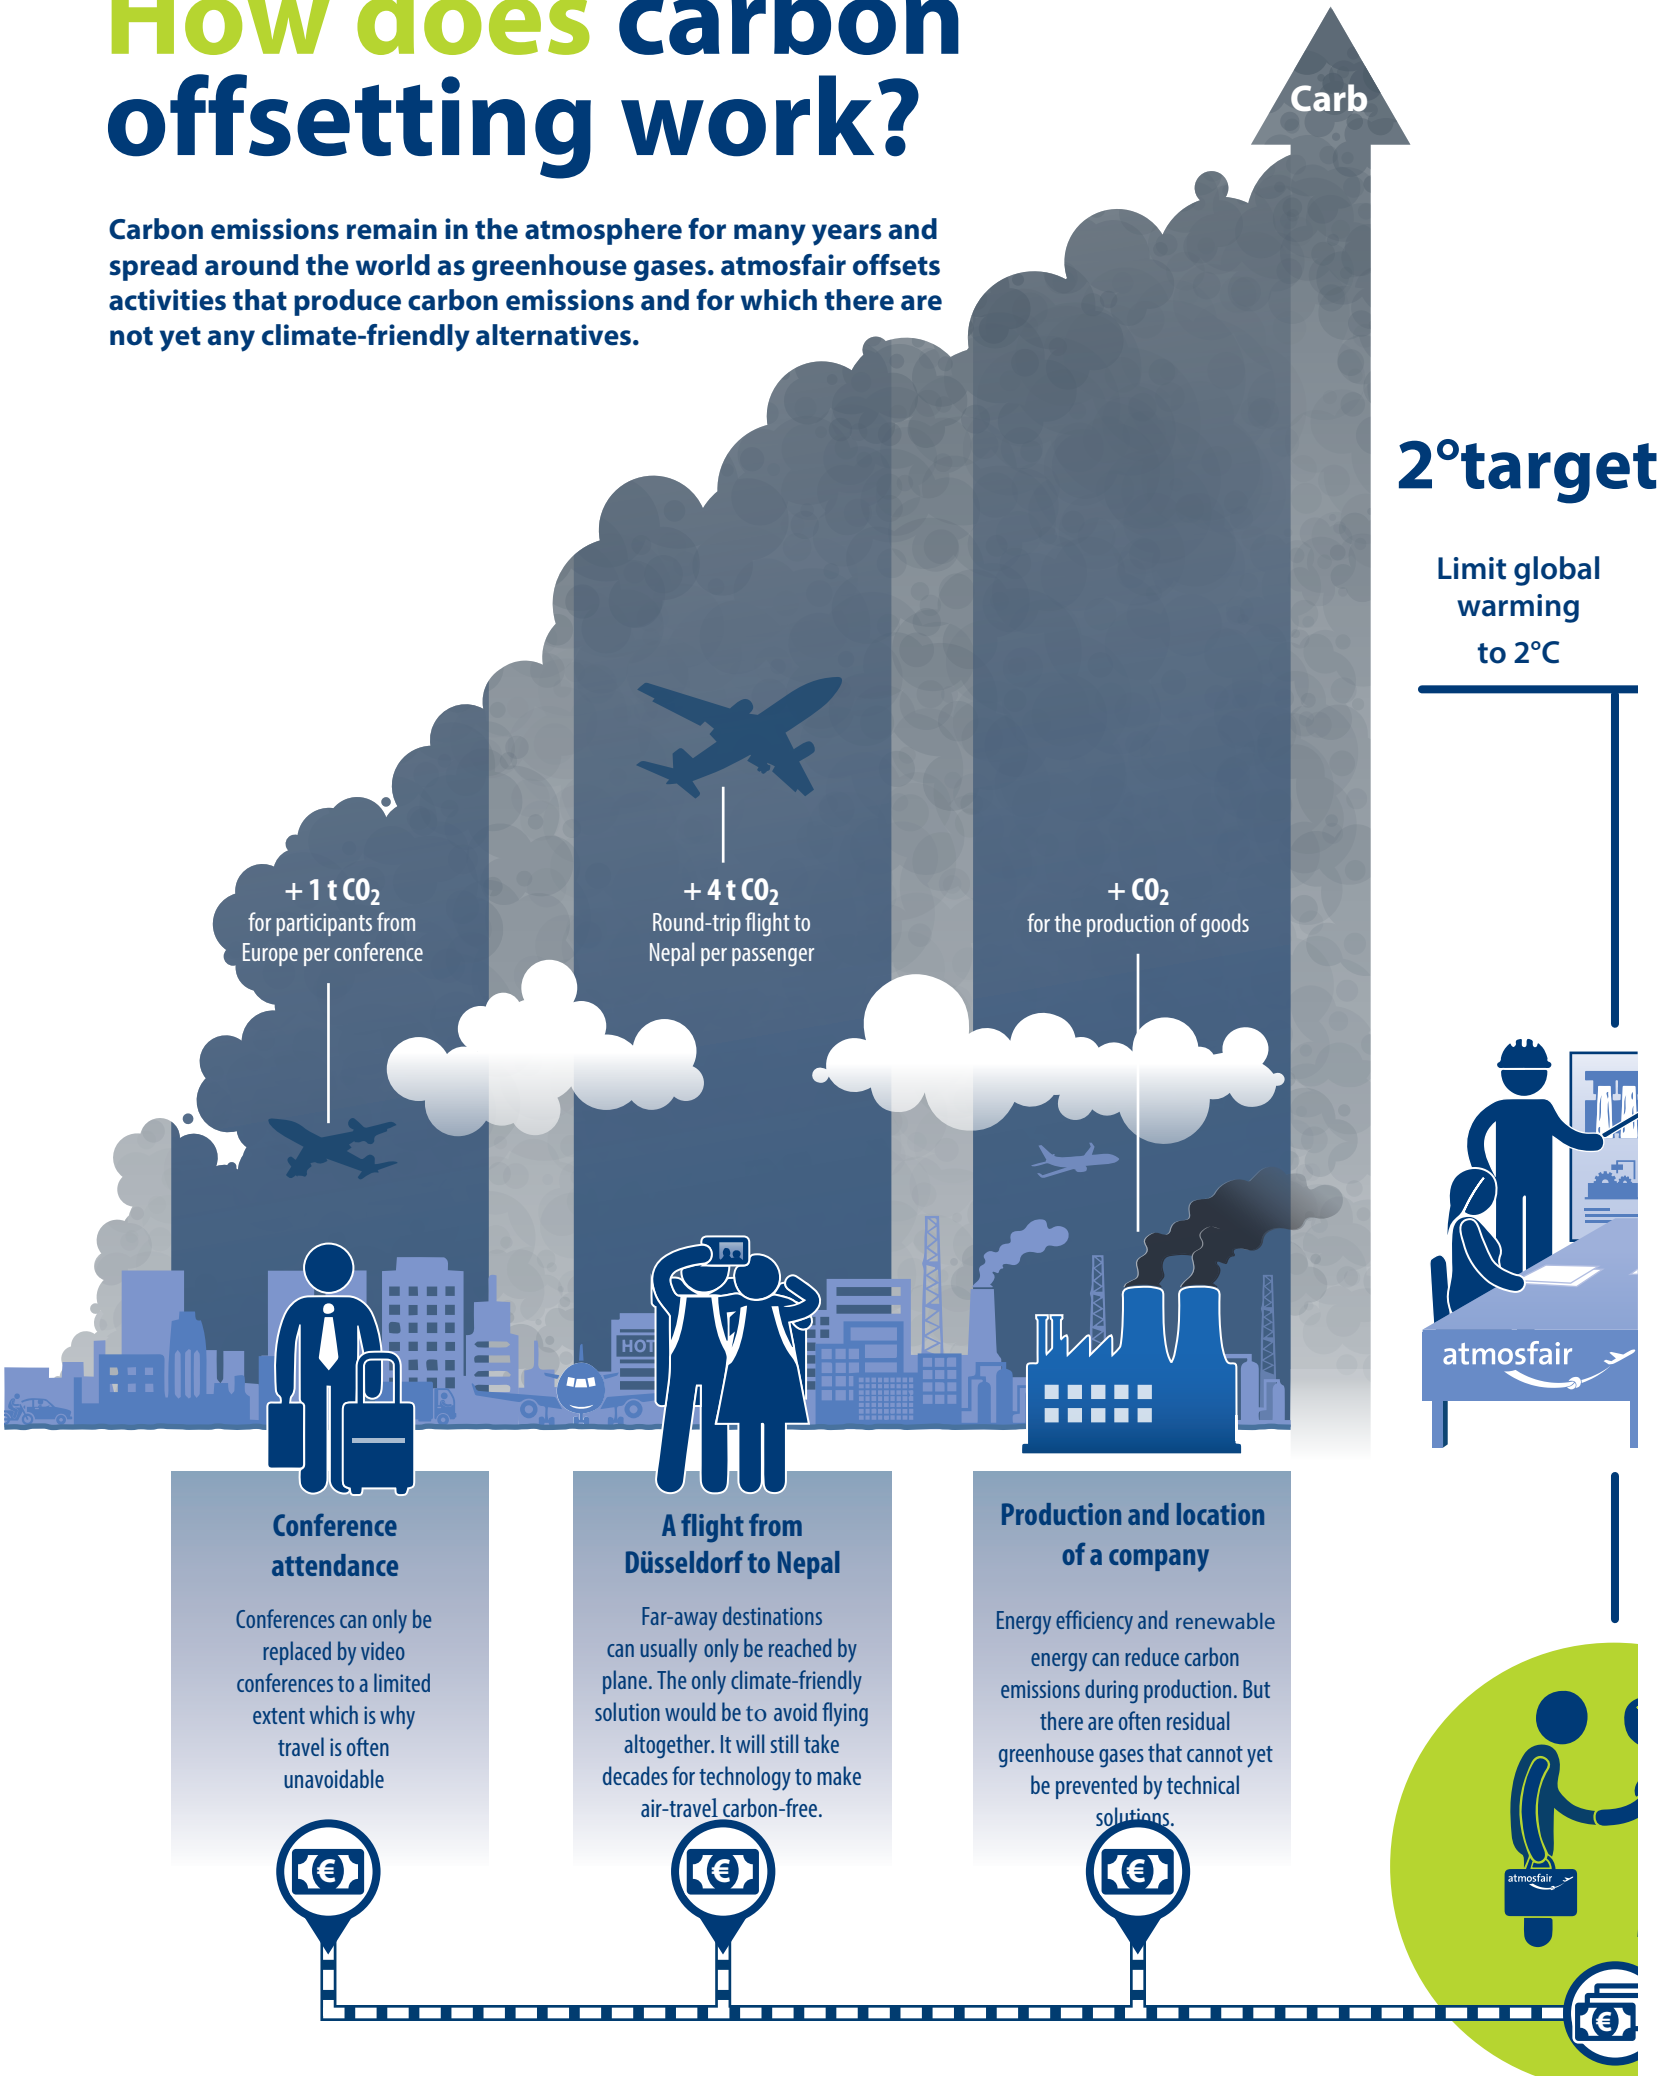 How does carbon
offsetting work?
Carbon emissions remain in the atmosphere for many years and
spread around the world as greenhouse gases. atmosfair offsets
activities that produce carbon emissions and for which there are
not yet any climate-friendly alternatives.
Carb
2°target
Limit global
warming
to 2°C
+ 1 t CO₂
for participants from
Europe per conference
+ 4 t CO₂
Round-trip flight to
Nepal per passenger
+ CO₂
for the production of goods
HOT
atmosfair
Conference
attendance
Conferences can only be
replaced by video
conferences to a limited
extent which is why
travel is often
unavoidable
A flight from
Düsseldorf to Nepal
Far-away destinations
can usually only be reached by
plane. The only climate-friendly
solution would be to avoid flying
altogether. It will still take
decades for technology to make
air-travel carbon-free.
Production and location
of a company
Energy efficiency and renewable
energy can reduce carbon
emissions during production. But
there are often residual
greenhouse gases that cannot yet
be prevented by technical
solutions.
atmosfair
€
€
€
€